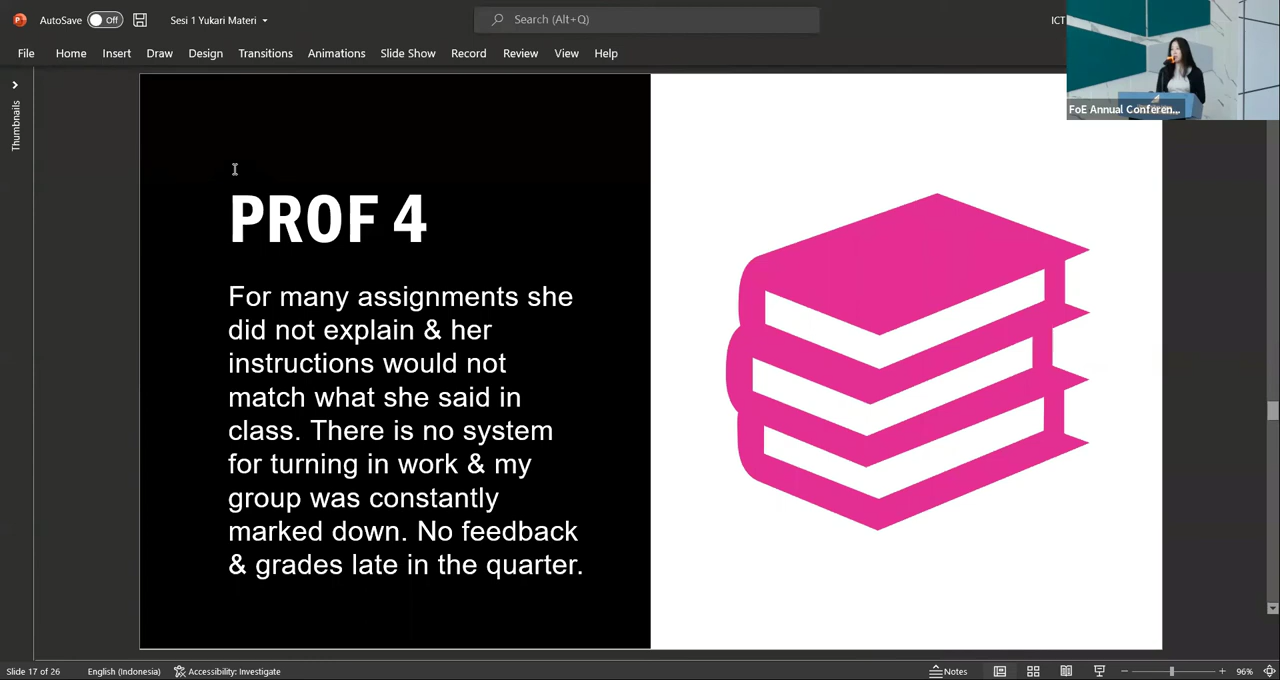 AutoSave Off Sesi 1 Yukari Materi Search (Alt+Q) ICT
File Home Insert Draw Design Transitions Animations Slide Show Record Review View Help
FoE Annual Conferen...
Thumbnails
PROF 4
For many assignments she
did not explain & her
instructions would not
match what she said in
class. There is no system
for turning in work & my
group was constantly
marked down. No feedback
& grades late in the quarter.
Slide 17 of 26 English (Indonesia) Accessibility: Investigate Notes 96%